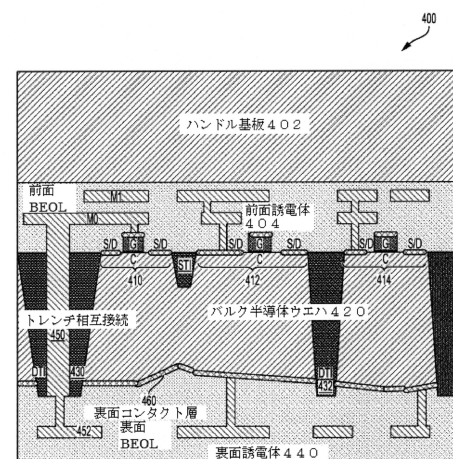 400
ハンドル基板402
前面
BEOL
M1
M0
前面誘電体
404
S/D G S/D S/D G S/D S/D G S/D
C STI C C
410 412 414
トレンチ相互接続
バルク半導体ウエハ420
450
DTI 430
DTI
432
460
裏面コンタクト層
裏面
BEOL
452
裏面誘電体440